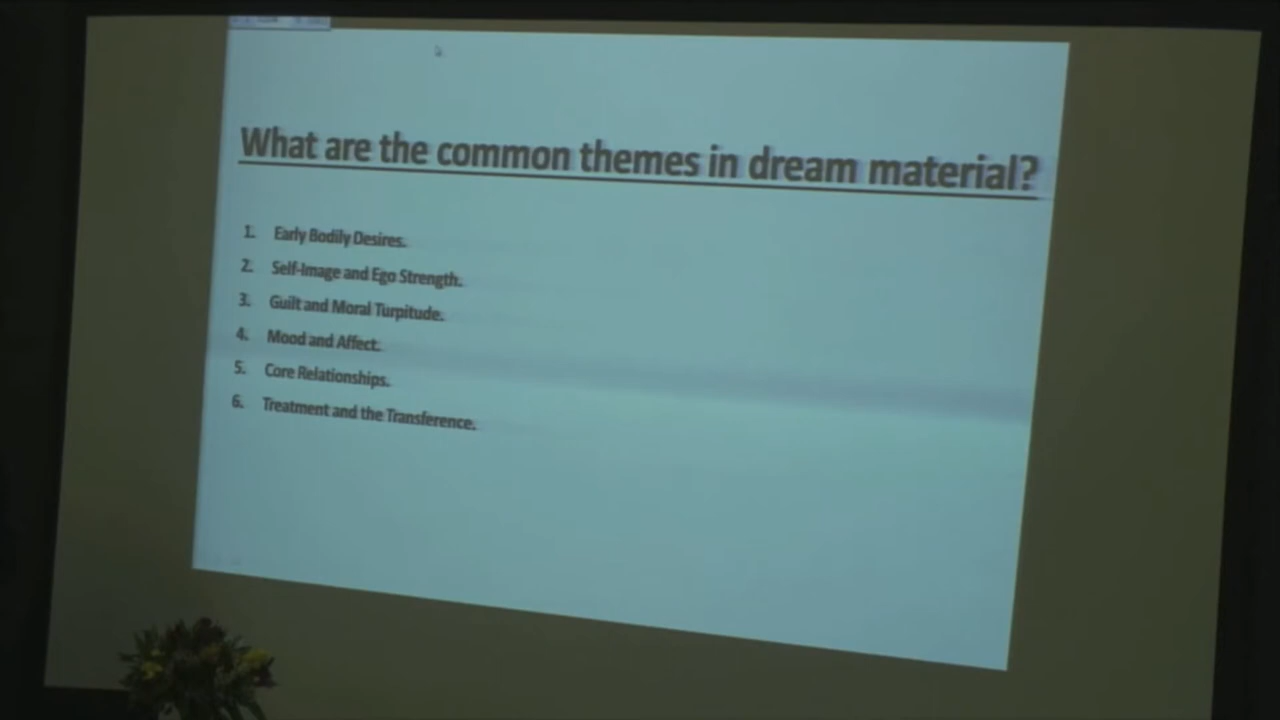 What are the common themes in dream material?
1. Early Bodily Desires.
2. Self-Image and Ego Strength.
3. Guilt and Moral Turpitude.
4. Mood and Affect.
5. Core Relationships.
6. Treatment and the Transference.